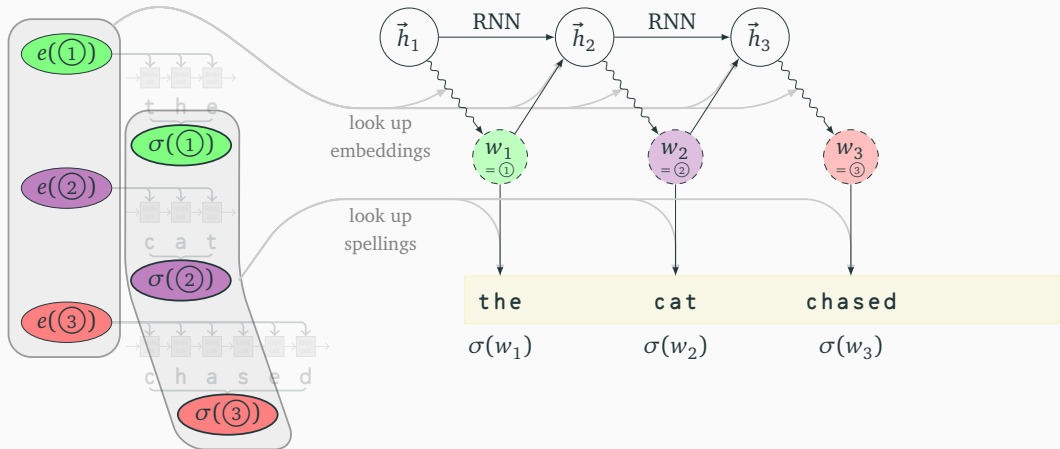 e(①)
t h e
σ(①)
e(②)
c a t
σ(②)
e(③)
c h a s e d
σ(③)
h⃗₁ RNN h⃗₂ RNN h⃗₃
look up
embeddings
w₁ w₂ w₃
=① =② =③
look up
spellings
the cat chased
σ(w₁) σ(w₂) σ(w₃)